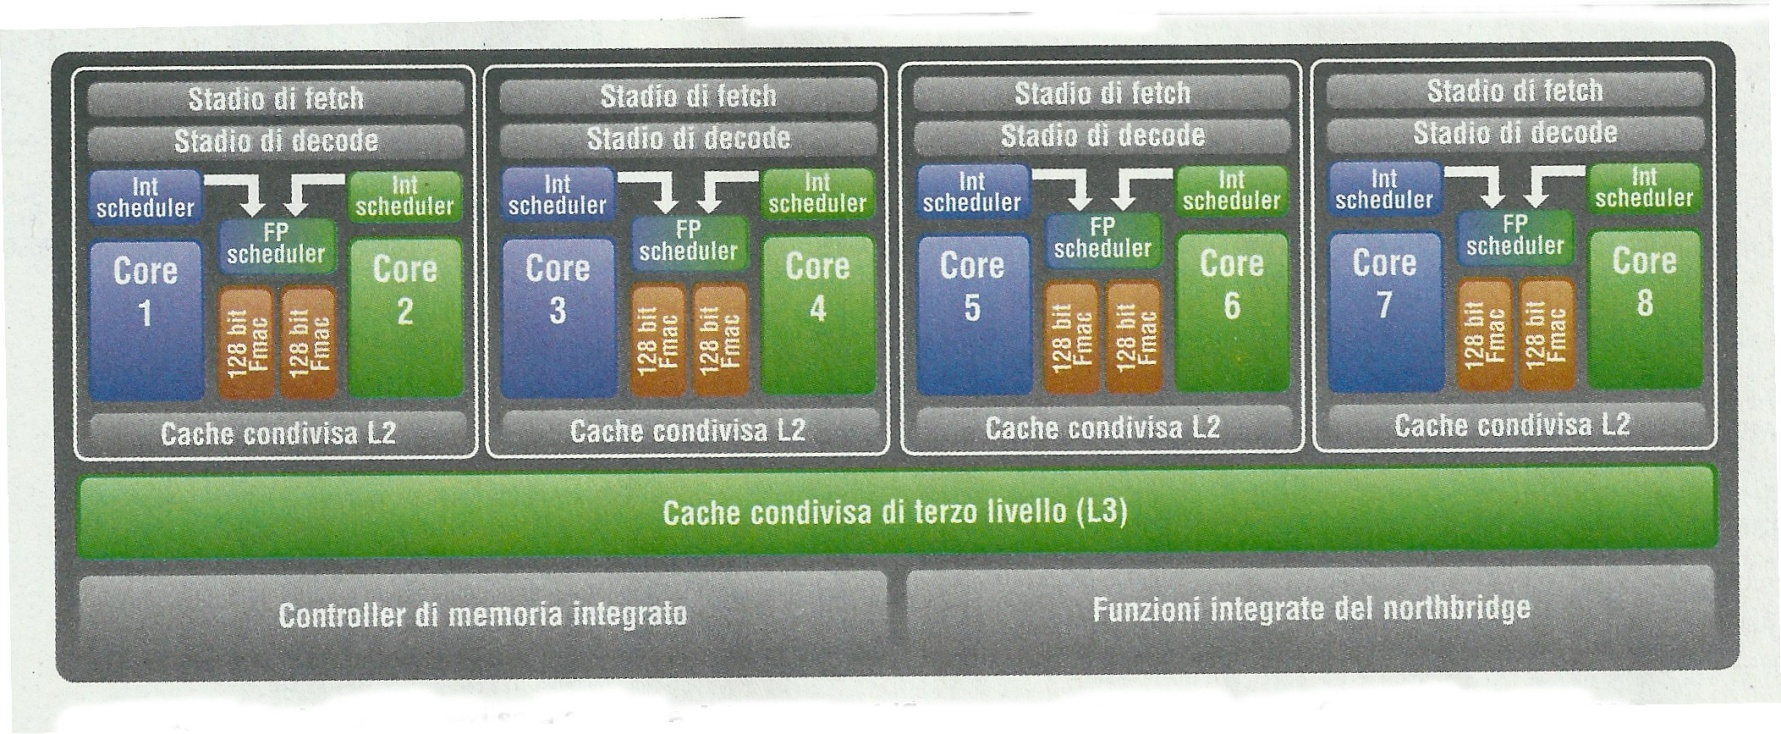 Stadio di fetch
Stadio di decode
Int
scheduler
Int
scheduler
FP
scheduler
Core
1
128 bit
Fmac
128 bit
Fmac
Core
2
Cache condivisa L2
Stadio di fetch
Stadio di decode
Int
scheduler
Int
scheduler
FP
scheduler
Core
3
128 bit
Fmac
128 bit
Fmac
Core
4
Cache condivisa L2
Stadio di fetch
Stadio di decode
Int
scheduler
Int
scheduler
FP
scheduler
Core
5
128 bit
Fmac
128 bit
Fmac
Core
6
Cache condivisa L2
Stadio di fetch
Stadio di decode
Int
scheduler
Int
scheduler
FP
scheduler
Core
7
128 bit
Fmac
128 bit
Fmac
Core
8
Cache condivisa L2
Cache condivisa di terzo livello (L3)
Controller di memoria integrato
Funzioni integrate del northbridge